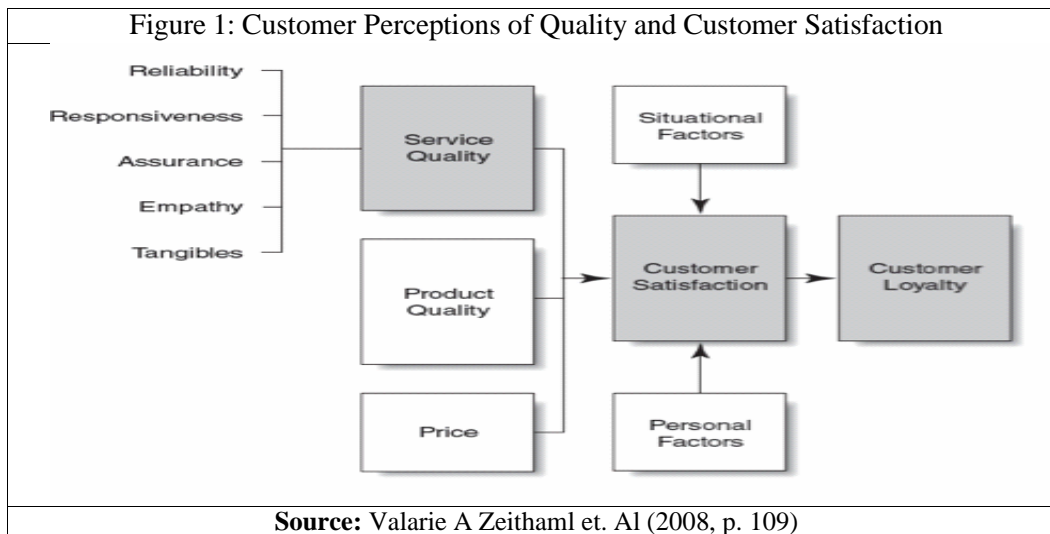 Figure 1: Customer Perceptions of Quality and Customer Satisfaction
Reliability
Responsiveness
Assurance
Empathy
Tangibles
Service
Quality
Product
Quality
Price
Situational
Factors
Customer
Satisfaction
Personal
Factors
Customer
Loyalty
Source: Valarie A Zeithaml et. Al (2008, p. 109)